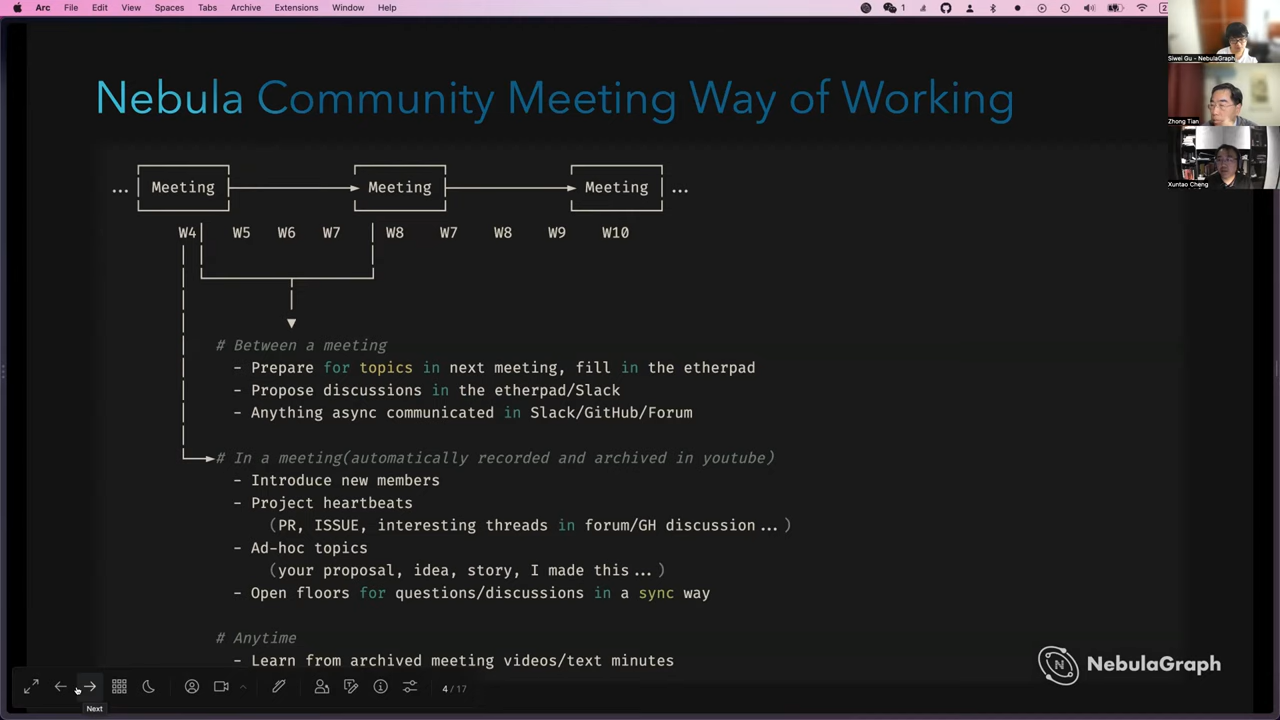 Arc File Edit View Spaces Tabs Archive Extensions Window Help
1
Siwei Gu - NebulaGraph
Zhong Tian
Xuntao Cheng
Nebula Community Meeting Way of Working
... Meeting Meeting Meeting ...
W4 W5 W6 W7 W8 W7 W8 W9 W10
# Between a meeting
- Prepare for topics in next meeting, fill in the etherpad
- Propose discussions in the etherpad/Slack
- Anything async communicated in Slack/GitHub/Forum
# In a meeting(automatically recorded and archived in youtube)
- Introduce new members
- Project heartbeats
(PR, ISSUE, interesting threads in forum/GH discussion...)
- Ad-hoc topics
(your proposal, idea, story, I made this...)
- Open floors for questions/discussions in a sync way
# Anytime
- Learn from archived meeting videos/text minutes
NebulaGraph
4 / 17
Next